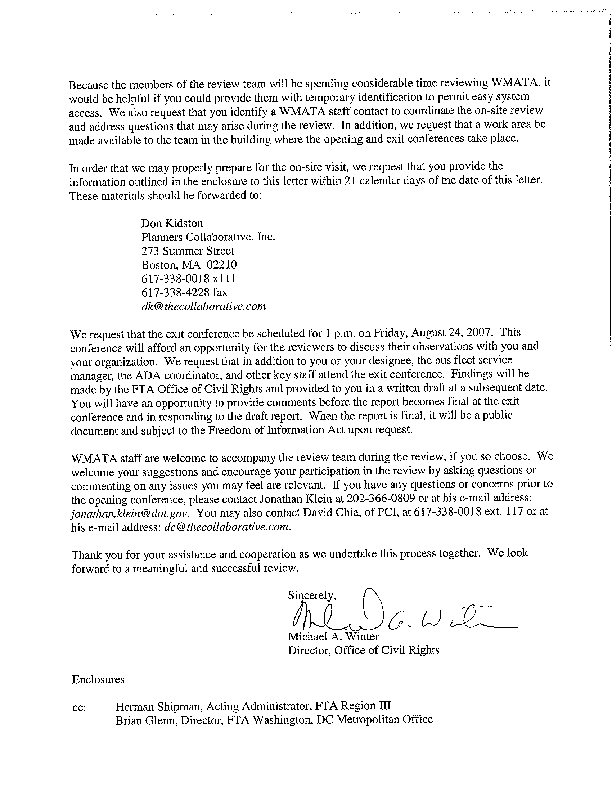 Because the members of the review team will be spending considerable time reviewing WMATA, it
would be helpful if you could provide them with temporary identification to permit easy system
access. We also request that you identify a WMATA staff contact to coordinate the on-site review
and address questions that may arise during the review. In addition, we request that a work area be
made available to the team in the building where the opening and exit conferences take place.
In order that we may properly prepare for the on-site visit, we request that you provide the
information outlined in the enclosure to this letter within 21 calendar days of the date of this letter.
These materials should be forwarded to:
Don Kidston
Planners Collaborative, Inc.
273 Summer Street
Boston, MA 02210
617-338-0018 x111
617-338-4228 fax
dk@thecollaborative.com
We request that the exit conference be scheduled for 1 p.m. on Friday, August 24, 2007. This
conference will afford an opportunity for the reviewers to discuss their observations with you and
your organization. We request that in addition to you or your designee, the bus fleet service
manager, the ADA coordinator, and other key staff attend the exit conference. Findings will be
made by the FTA Office of Civil Rights and provided to you in a written draft at a subsequent date.
You will have an opportunity to provide comments before the report becomes final at the exit
conference and in responding to the draft report. When the report is final, it will be a public
document and subject to the Freedom of Information Act upon request.
WMATA staff are welcome to accompany the review team during the review, if you so choose. We
welcome your suggestions and encourage your participation in the review by asking questions or
commenting on any issues you may feel are relevant. If you have any questions or concerns prior to
the opening conference, please contact Jonathan Klein at 202-366-0809 or at his e-mail address:
jonathan.klein@dot.gov. You may also contact David Chia, of PCI, at 617-338-0018 ext. 117 or at
his e-mail address: dc@thecollaborative.com.
Thank you for your assistance and cooperation as we undertake this process together. We look
forward to a meaningful and successful review.
Sincerely,
Michael A. Winter
Director, Office of Civil Rights
Enclosures
cc: Herman Shipman, Acting Administrator, FTA Region III
Brian Glenn, Director, FTA Washington, DC Metropolitan Office